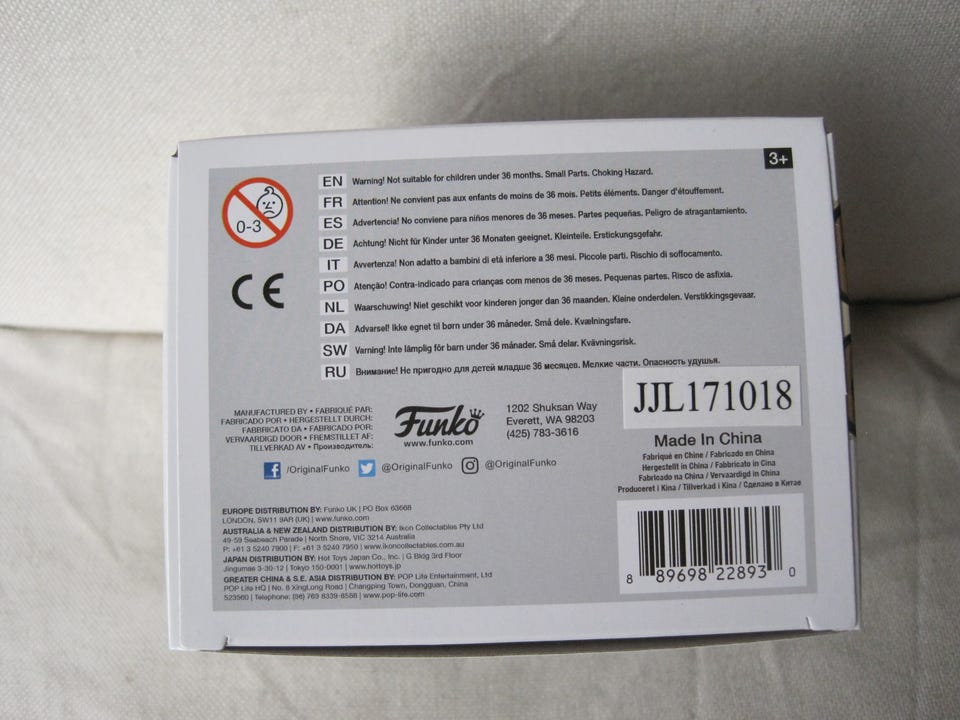 3+
0-3
EN Warning! Not suitable for children under 36 months. Small Parts. Choking Hazard.
FR Attention! Ne convient pas aux enfants de moins de 36 mois. Petits éléments. Danger d'étouffement.
ES Advertencia! No conviene para niños menores de 36 meses. Partes pequeñas. Peligro de atragantamiento.
DE Achtung! Nicht für Kinder unter 36 Monaten geeignet. Kleinteile. Erstickungsgefahr.
IT Avvertenza! Non adatto a bambini di età inferiore a 36 mesi. Piccole parti. Rischio di soffocamento.
PO Atenção! Contra-indicado para crianças com menos de 36 meses. Pequenas partes. Risco de asfixia.
NL Waarschuwing! Niet geschikt voor kinderen jonger dan 36 maanden. Kleine onderdelen. Verstikkingsgevaar.
DA Advarsel! Ikke egnet til børn under 36 måneder. Små dele. Kvælningsfare.
SW Varning! Inte lämplig för barn under 36 månader. Små delar. Kvävningsrisk.
RU Внимание! Не пригодно для детей младше 36 месяцев. Мелкие части. Опасность удушья.
CE
MANUFACTURED BY • FABRIQUÉ PAR:
FABRICADO POR • HERGESTELLT DURCH:
FABBRICATO DA • FABRICADO POR:
VERVAARDIGD DOOR • FREMSTILLET AF:
TILLVERKAD AV • Производитель:
Funko
www.funko.com
1202 Shuksan Way
Everett, WA 98203
(425) 783-3616
/OriginalFunko @OriginalFunko @OriginalFunko
JJL171018
Made In China
Fabriqué en Chine / Fabricado en China
Hergestellt in China / Fabbricato in Cina
Fabricado na China / Vervaardigd in China
Produceret i Kina / Tillverkad i Kina / Сделано в Китае
EUROPE DISTRIBUTION BY: Funko UK | PO Box 63668
LONDON, SW11 9AR (UK) | www.funko.com
AUSTRALIA & NEW ZEALAND DISTRIBUTION BY: Ikon Collectables Pty Ltd
49-59 Seabeach Parade | North Shore, VIC 3214 Australia
P: +61 3 5240 7900 | F: +61 3 5240 7950 | www.ikoncollectables.com.au
JAPAN DISTRIBUTION BY: Hot Toys Japan Co., Inc. | G Bldg 3rd Floor
Jingumae 3-30-12 | Tokyo 150-0001 | www.hottoys.jp
GREATER CHINA & S.E. ASIA DISTRIBUTION BY: POP Life Entertainment, Ltd
POP Life HQ | No. 8 XingLong Road | Changping Town, Dongguan, China
523560 | Telephone: (86) 769 8339-8588 | www.pop-life.com
8 89698 22893 0